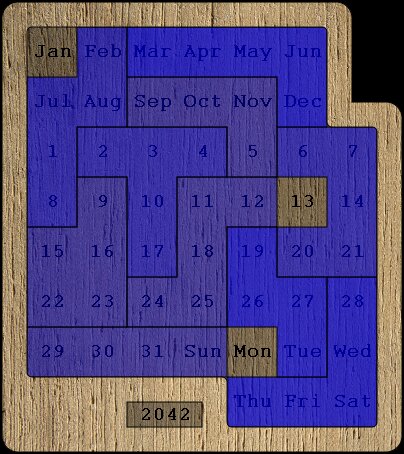 Jan Feb Mar Apr May Jun
Jul Aug Sep Oct Nov Dec
1 2 3 4 5 6 7
8 9 10 11 12 13 14
15 16 17 18 19 20 21
22 23 24 25 26 27 28
29 30 31 Sun Mon Tue Wed
Thu Fri Sat
2042